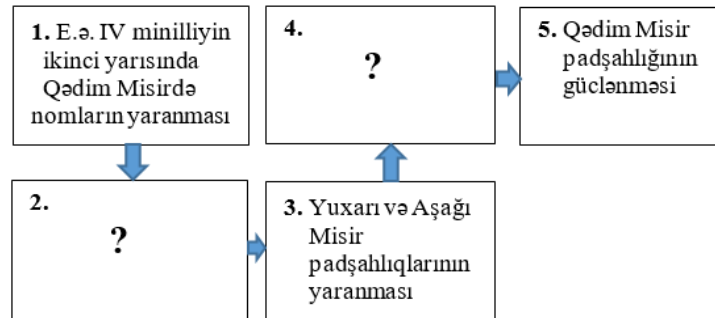 1. E.ə. IV minilliyin
ikinci yarısında
Qədim Misirdə
nomların yaranması
2.
?
3. Yuxarı və Aşağı
Misir
padşahlıqlarının
yaranması
4.
?
5. Qədim Misir
padşahlığının
güclənməsi